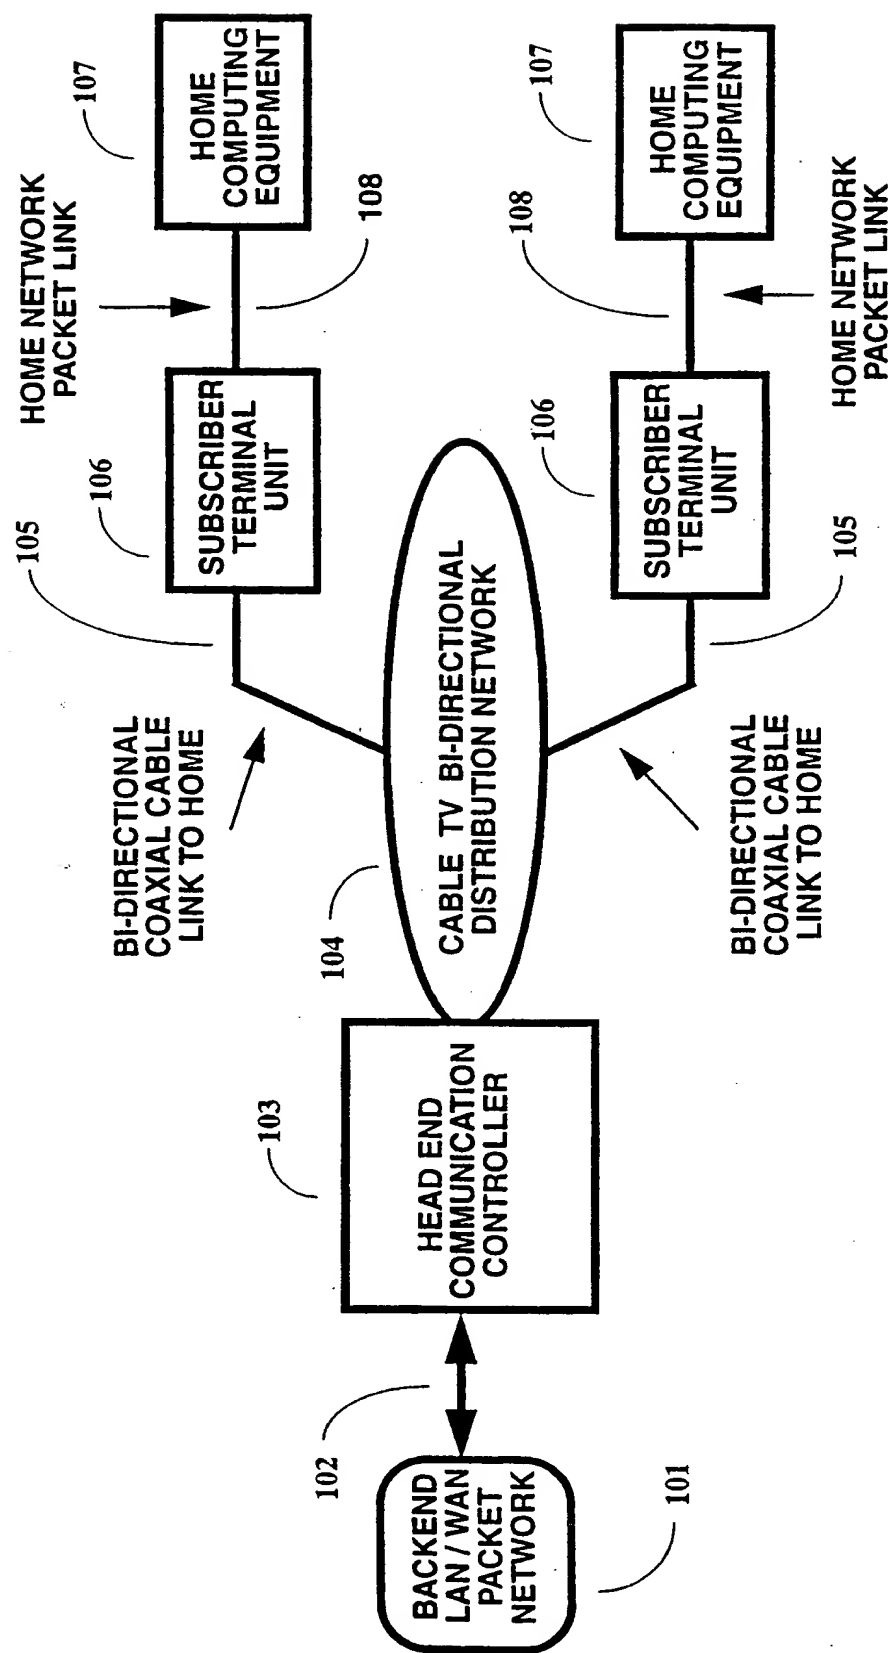 HOME NETWORK
PACKET LINK
107
HOME
COMPUTING
EQUIPMENT
108
106
SUBSCRIBER
TERMINAL
UNIT
105
BI-DIRECTIONAL
COAXIAL CABLE
LINK TO HOME
BACKEND
LAN / WAN
PACKET
NETWORK
101
102
103
HEAD END
COMMUNICATION
CONTROLLER
104
CABLE TV BI-DIRECTIONAL
DISTRIBUTION NETWORK
106
SUBSCRIBER
TERMINAL
UNIT
105
108
107
HOME
COMPUTING
EQUIPMENT
BI-DIRECTIONAL
COAXIAL CABLE
LINK TO HOME
HOME NETWORK
PACKET LINK